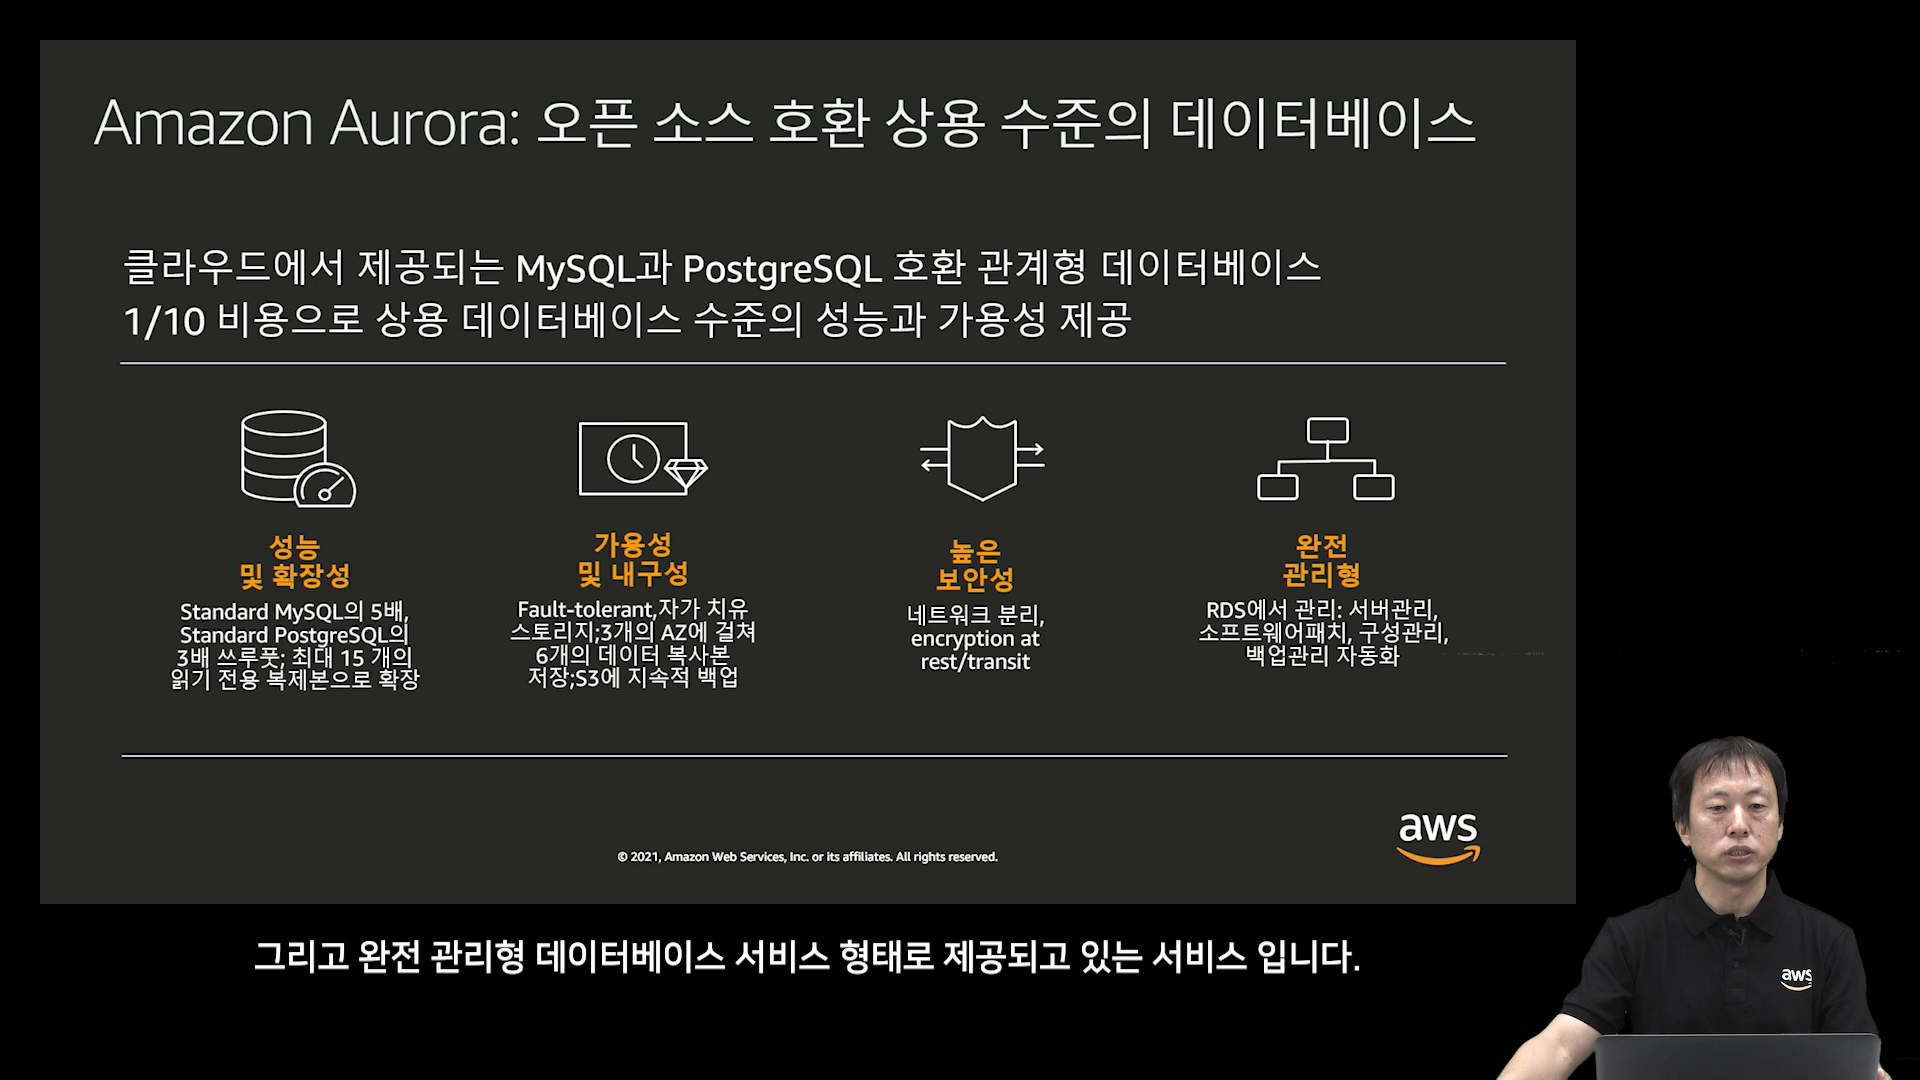 Amazon Aurora: 오픈 소스 호환 상용 수준의 데이터베이스
클라우드에서 제공되는 MySQL과 PostgreSQL 호환 관계형 데이터베이스
1/10 비용으로 상용 데이터베이스 수준의 성능과 가용성 제공
성능
및 확장성
Standard MySQL의 5배,
Standard PostgreSQL의
3배 쓰루풋; 최대 15 개의
읽기 전용 복제본으로 확장
가용성
및 내구성
Fault-tolerant,자가 치유
스토리지;3개의 AZ에 걸쳐
6개의 데이터 복사본
저장;S3에 지속적 백업
높은
보안성
네트워크 분리,
encryption at
rest/transit
완전
관리형
RDS에서 관리: 서버관리,
소프트웨어패치, 구성관리,
백업관리 자동화
aws
© 2021, Amazon Web Services, Inc. or its affiliates. All rights reserved.
그리고 완전 관리형 데이터베이스 서비스 형태로 제공되고 있는 서비스 입니다.
aws